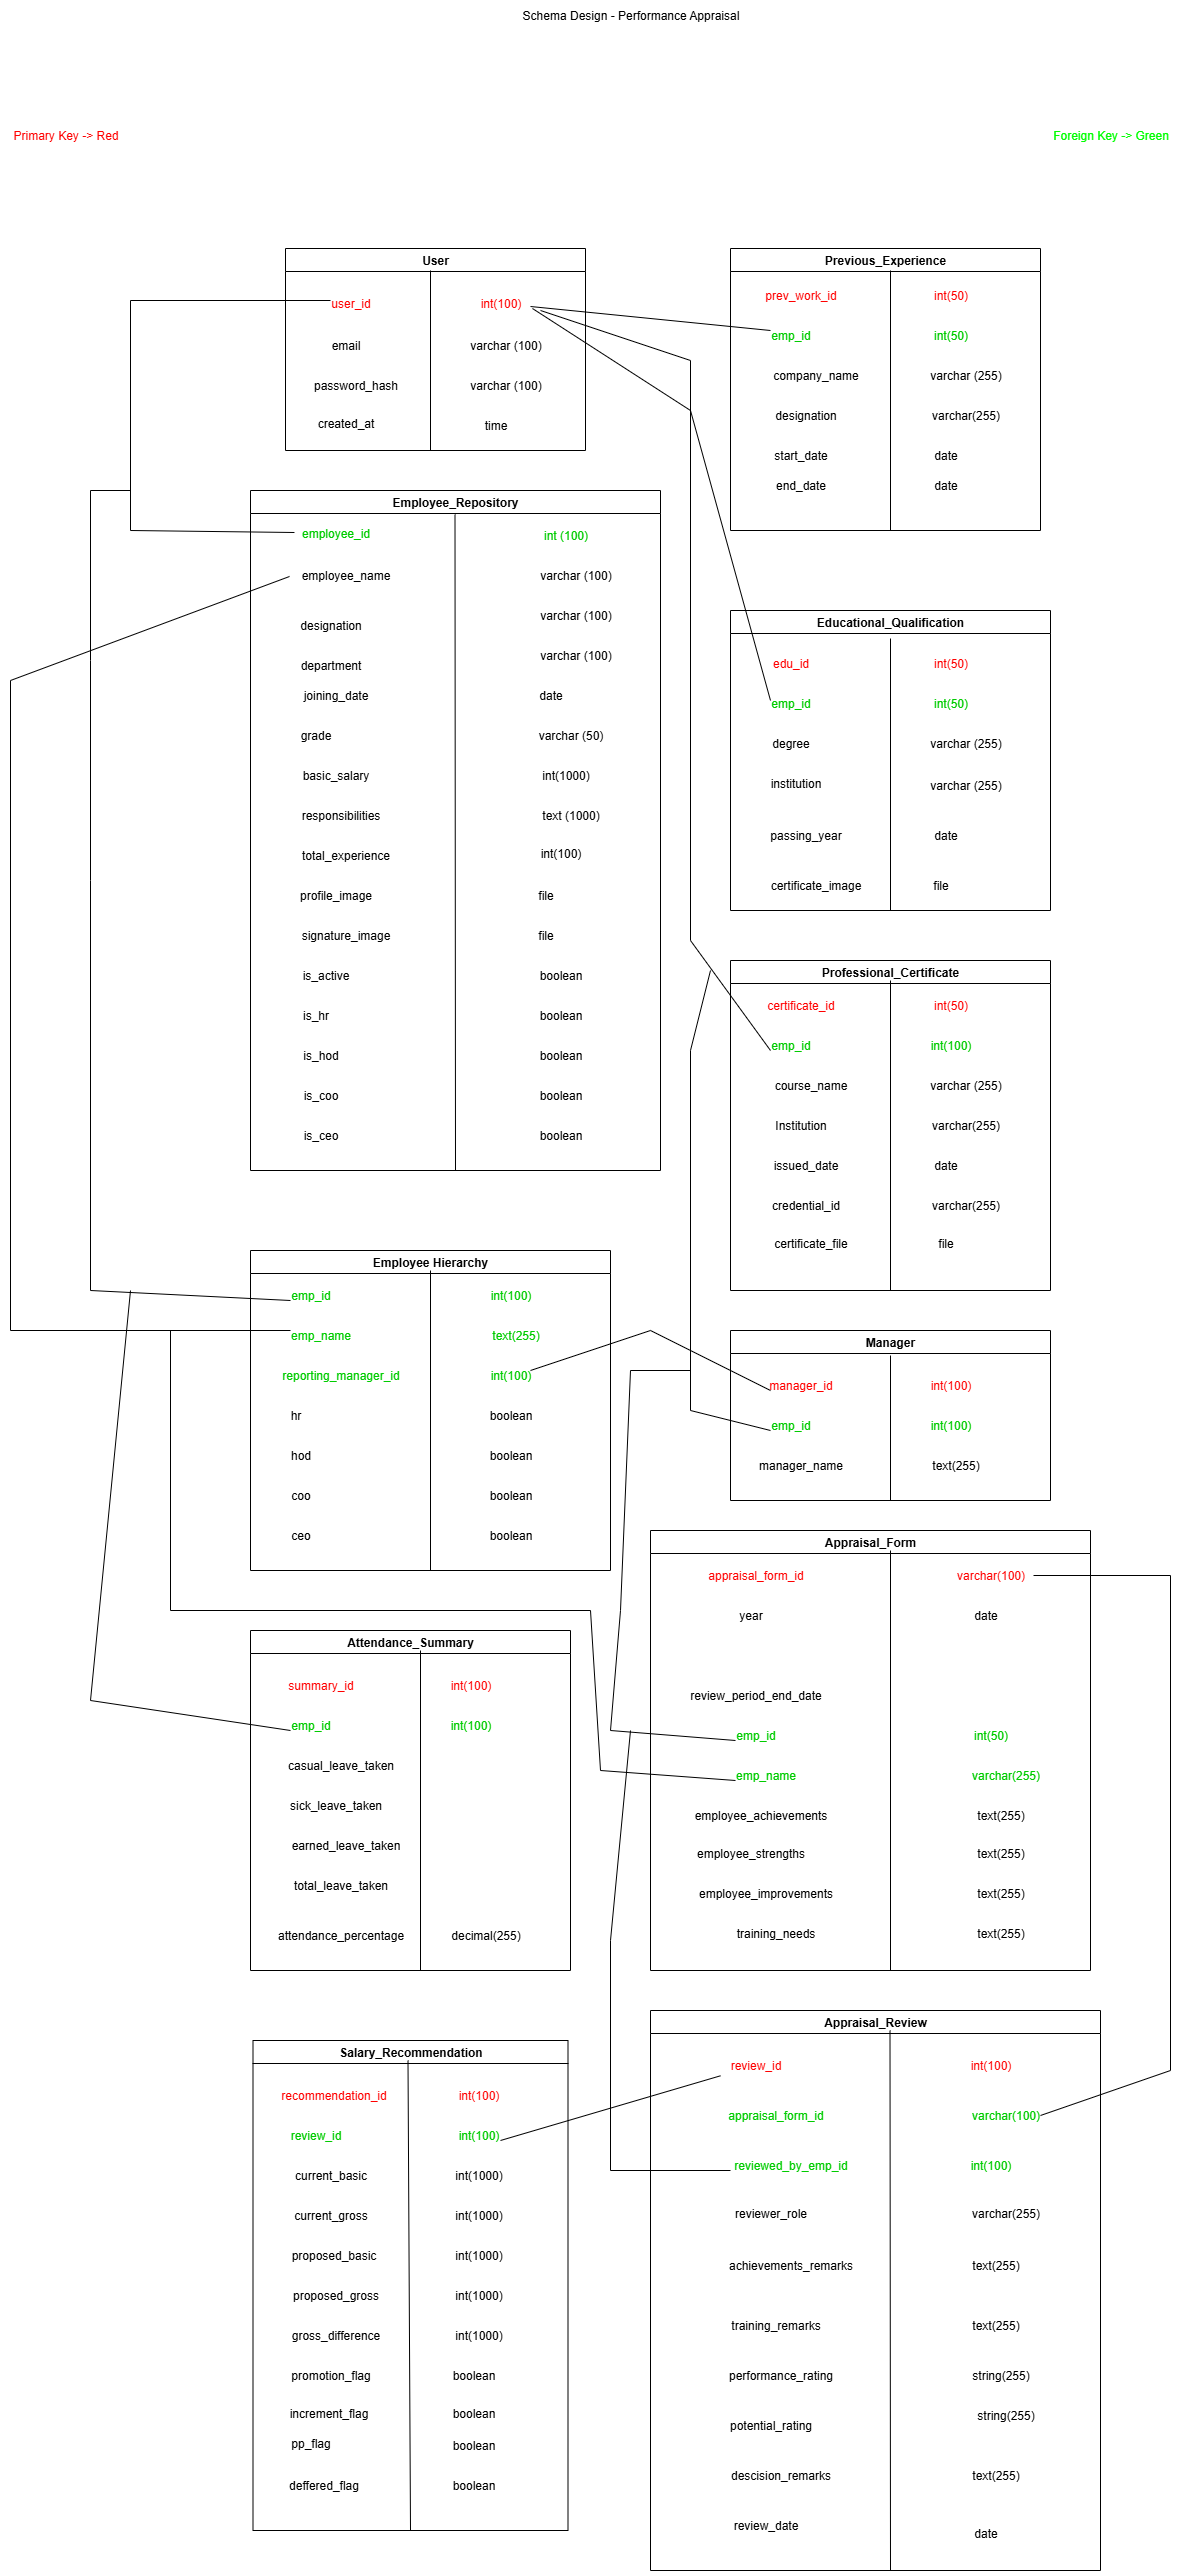 Schema Design - Performance Appraisal
Primary Key -> Red
Foreign Key -> Green
User
user_id int(100)
email varchar (100)
password_hash varchar (100)
created_at time
Previous_Experience
prev_work_id int(50)
emp_id int(50)
company_name varchar (255)
designation varchar(255)
start_date date
end_date date
Employee_Repository
employee_id int (100)
employee_name varchar (100)
designation varchar (100)
department varchar (100)
joining_date date
grade varchar (50)
basic_salary int(1000)
responsibilities text (1000)
total_experience int(100)
profile_image file
signature_image file
is_active boolean
is_hr boolean
is_hod boolean
is_coo boolean
is_ceo boolean
Educational_Qualification
edu_id int(50)
emp_id int(50)
degree varchar (255)
institution varchar (255)
passing_year date
certificate_image file
Professional_Certificate
certificate_id int(50)
emp_id int(100)
course_name varchar (255)
Institution varchar(255)
issued_date date
credential_id varchar(255)
certificate_file file
Employee Hierarchy
emp_id int(100)
emp_name text(255)
reporting_manager_id int(100)
hr boolean
hod boolean
coo boolean
ceo boolean
Manager
manager_id int(100)
emp_id int(100)
manager_name text(255)
Appraisal_Form
appraisal_form_id varchar(100)
year date
review_period_end_date
emp_id int(50)
emp_name varchar(255)
employee_achievements text(255)
employee_strengths text(255)
employee_improvements text(255)
training_needs text(255)
Attendance_Summary
summary_id int(100)
emp_id int(100)
casual_leave_taken
sick_leave_taken
earned_leave_taken
total_leave_taken
attendance_percentage decimal(255)
Appraisal_Review
review_id int(100)
appraisal_form_id varchar(100)
reviewed_by_emp_id int(100)
reviewer_role varchar(255)
achievements_remarks text(255)
training_remarks text(255)
performance_rating string(255)
potential_rating string(255)
descision_remarks text(255)
review_date date
Salary_Recommendation
recommendation_id int(100)
review_id int(100)
current_basic int(1000)
current_gross int(1000)
proposed_basic int(1000)
proposed_gross int(1000)
gross_difference int(1000)
promotion_flag boolean
increment_flag boolean
pp_flag boolean
deffered_flag boolean